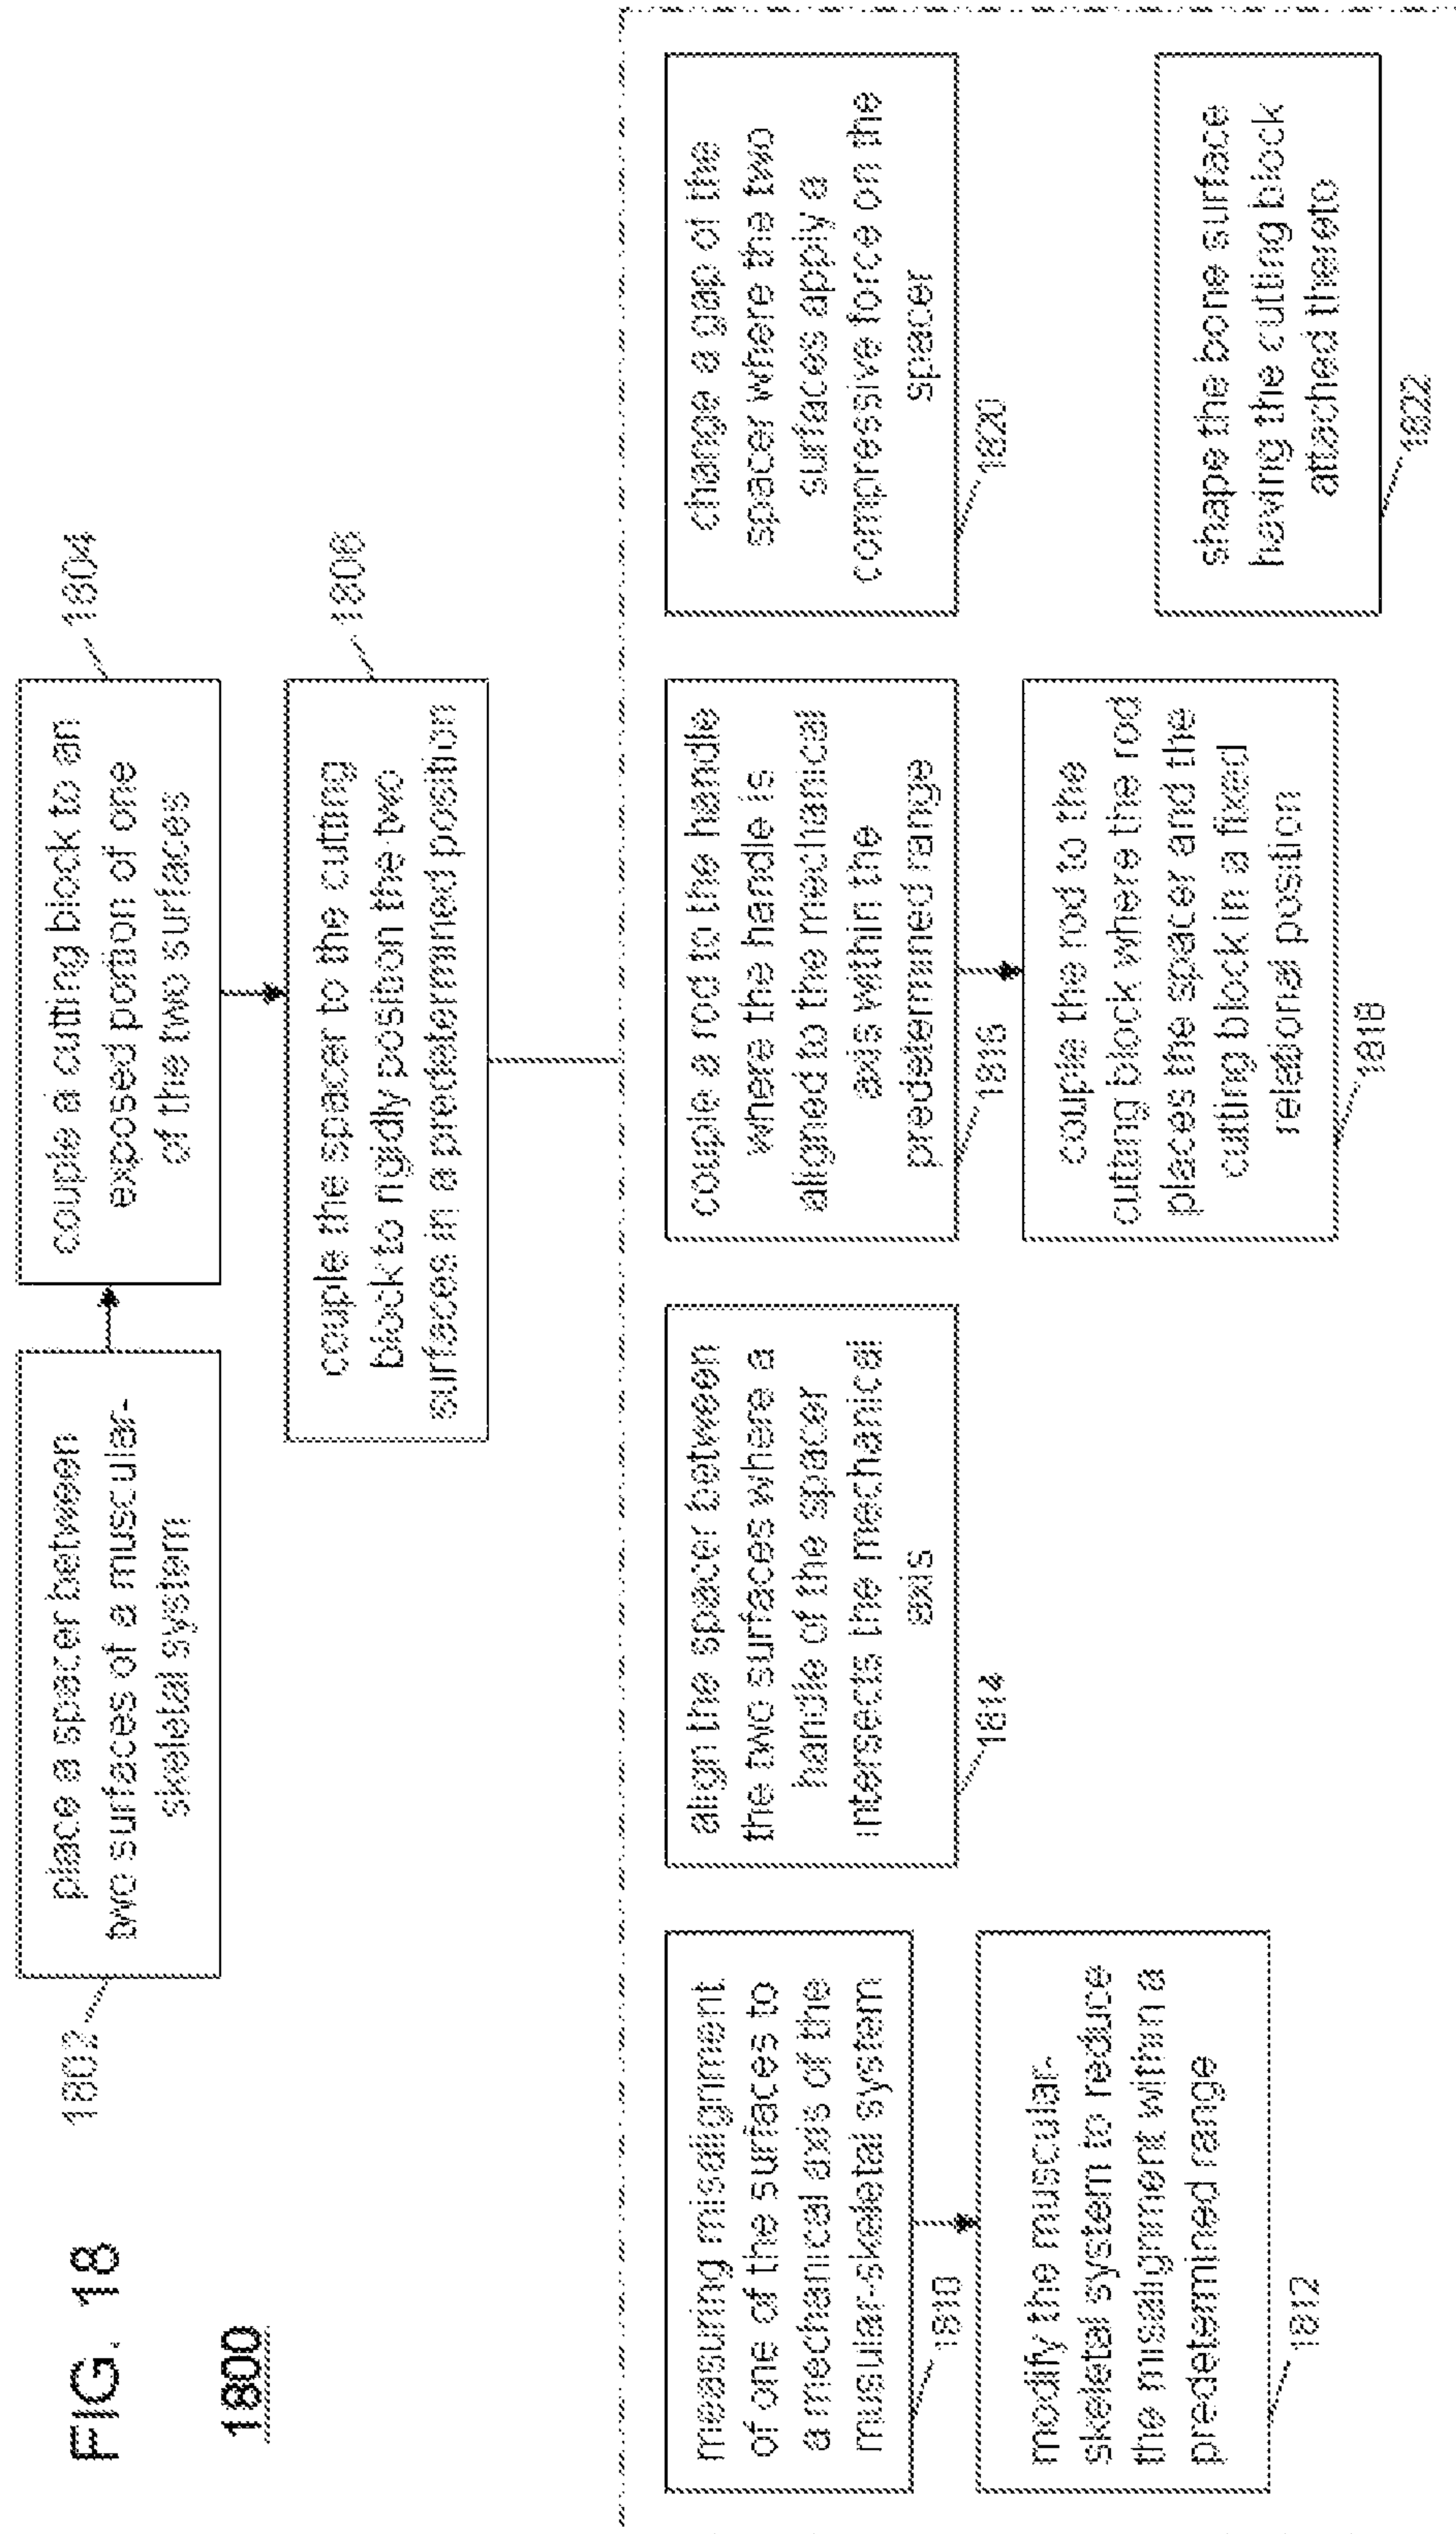 FIG. 18
1800
1802
place a spacer between
two surfaces of a muscular-
skeletal system
couple a cutting block to an
exposed portion of one
of the two surfaces
1804
couple the spacer to the cutting
block to rigidly position the two
surfaces in a predetermined position
1806
measuring misalignment
of one of the surfaces to
a mechanical axis of the
musular-skeletal system
1810
modify the muscular-
skeletal system to reduce
the misalignment within a
predetermined range
1812
align the spacer between
the two surfaces where a
handle of the spacer
intersects the mechanical
axis
1814
couple a rod to the handle
where the handle is
aligned to the mechanical
axis within the
predetermined range
1816
couple the rod to the
cutting block where the rod
places the spacer and the
cutting block in a fixed
relational position
1818
change a gap of the
spacer where the two
surfaces apply a
compressive force on the
spacer
1820
shape the bone surface
having the cutting block
attached thereto
1822